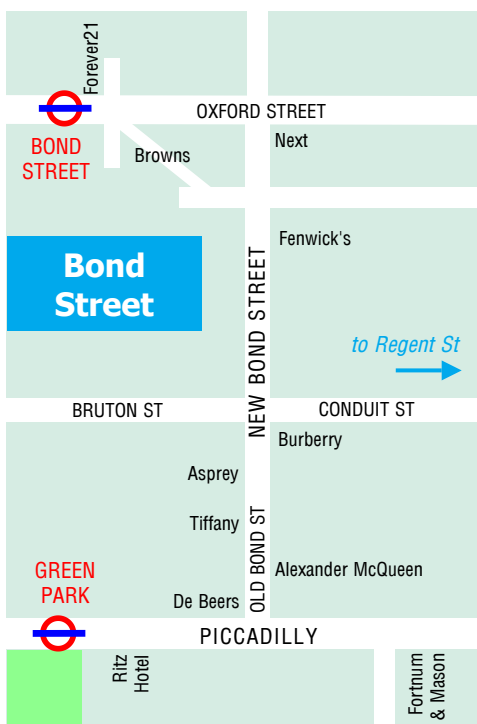 Forever21
OXFORD STREET
BOND
STREET
Browns
Next
Fenwick's
Bond
Street
NEW BOND STREET
to Regent St
BRUTON ST
CONDUIT ST
Burberry
Asprey
Tiffany
OLD BOND ST
Alexander McQueen
GREEN
PARK
De Beers
PICCADILLY
Ritz
Hotel
Fortnum
& Mason